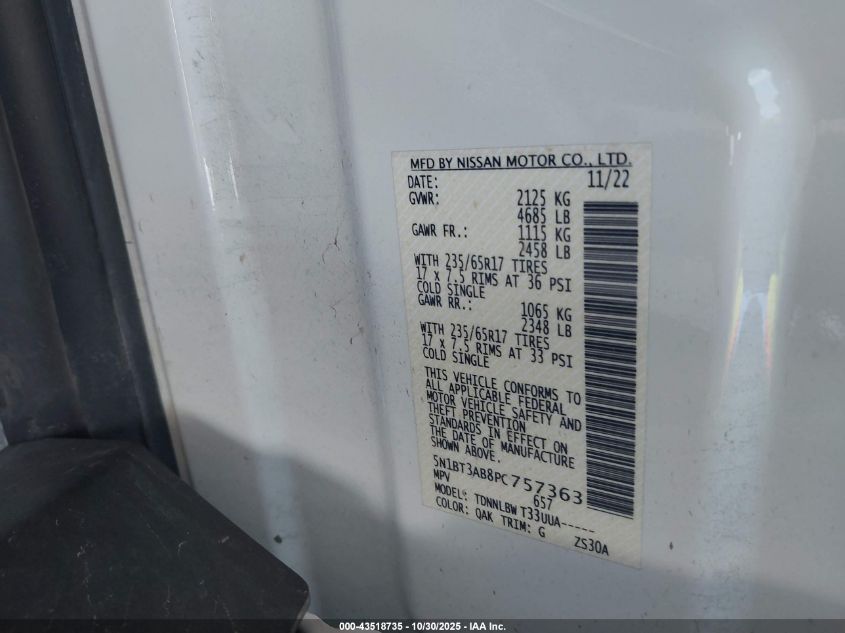 MFD BY NISSAN MOTOR CO., LTD.
DATE: 11/22
GVWR: 2125 KG
4685 LB
GAWR FR.: 1115 KG
2458 LB
WITH 235/65R17 TIRES
17 x 7.5 RIMS AT 36 PSI
COLD SINGLE
GAWR RR.: 1065 KG
2348 LB
WITH 235/65R17 TIRES
17 x 7.5 RIMS AT 33 PSI
COLD SINGLE
THIS VEHICLE CONFORMS TO
ALL APPLICABLE FEDERAL
MOTOR VEHICLE SAFETY AND
THEFT PREVENTION
STANDARDS IN EFFECT ON
THE DATE OF MANUFACTURE
SHOWN ABOVE.
5N1BT3AB8PC757363
MPV 657
MODEL: TDNNLBW T33UUA-----
COLOR: QAK TRIM: G ZS30A
000-43518735 - 10/30/2025 - IAA Inc.